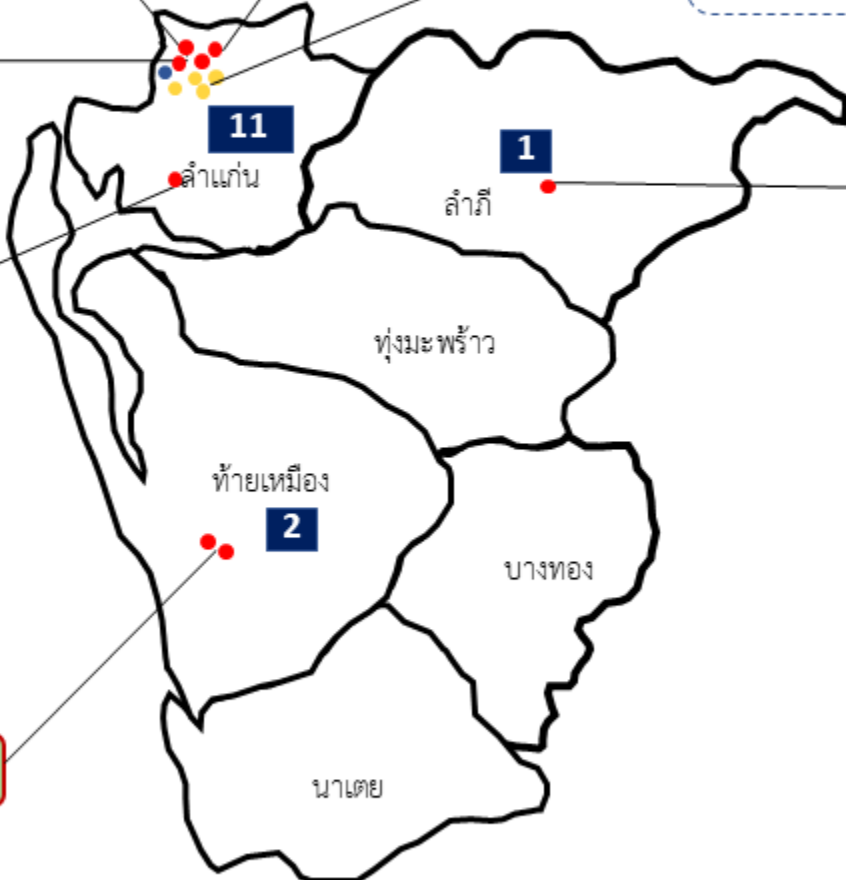 11
ลำแก่น
1
ลำภี
ทุ่งมะพร้าว
ท้ายเหมือง
2
บางทอง
นาเตย